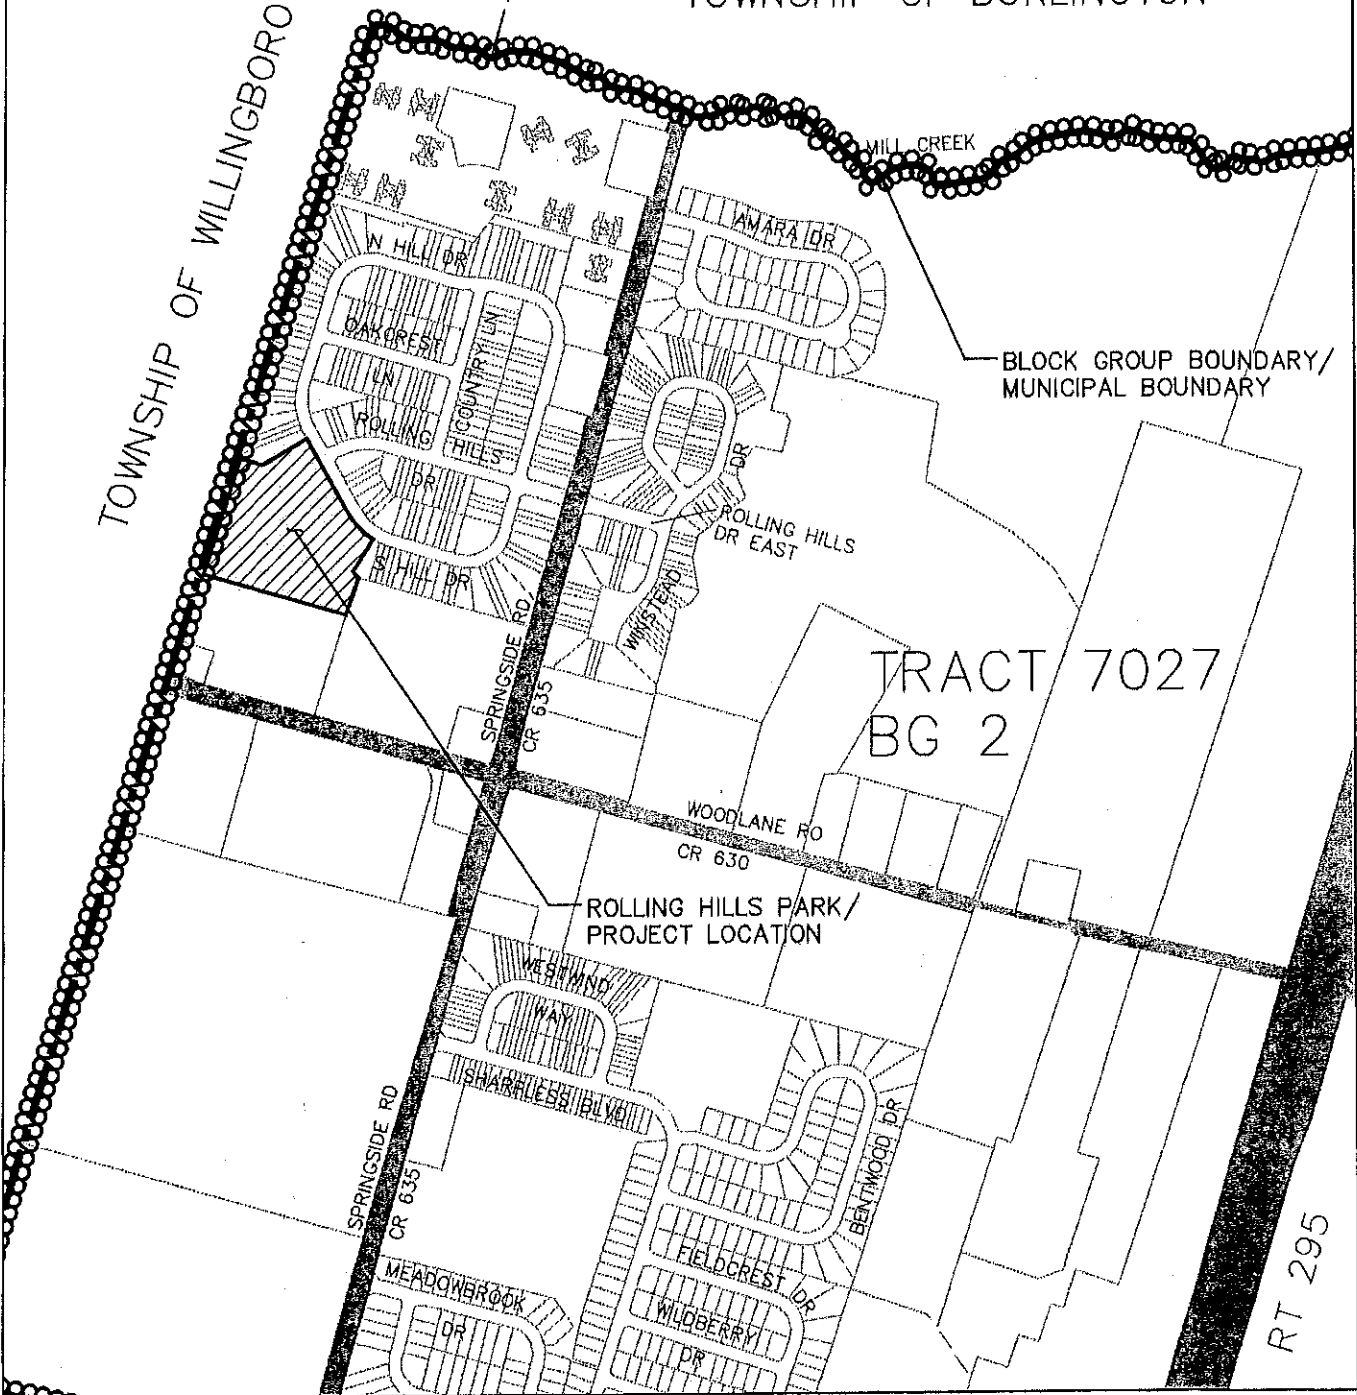 TOWNSHIP OF BURLINGTON
TOWNSHIP OF WILLINGBORO
MILL CREEK
AMARA DR
N HILL DR
OAKCREST
LN
COUNTRY LN
ROLLING HILLS
DR
S HILL DR
BLOCK GROUP BOUNDARY/
MUNICIPAL BOUNDARY
DR
WINSTEAD
ROLLING HILLS
DR EAST
SPRINGSIDE RD
CR 635
TRACT 7027
BG 2
WOODLANE RD
CR 630
ROLLING HILLS PARK/
PROJECT LOCATION
WESTWIND
WAY
SHARPLESS BLVD
SPRINGSIDE RD
CR 635
BENTWOOD DR
FIELDCREST DR
WILDBERRY
DR
MEADOWBROOK
DR
RT 295